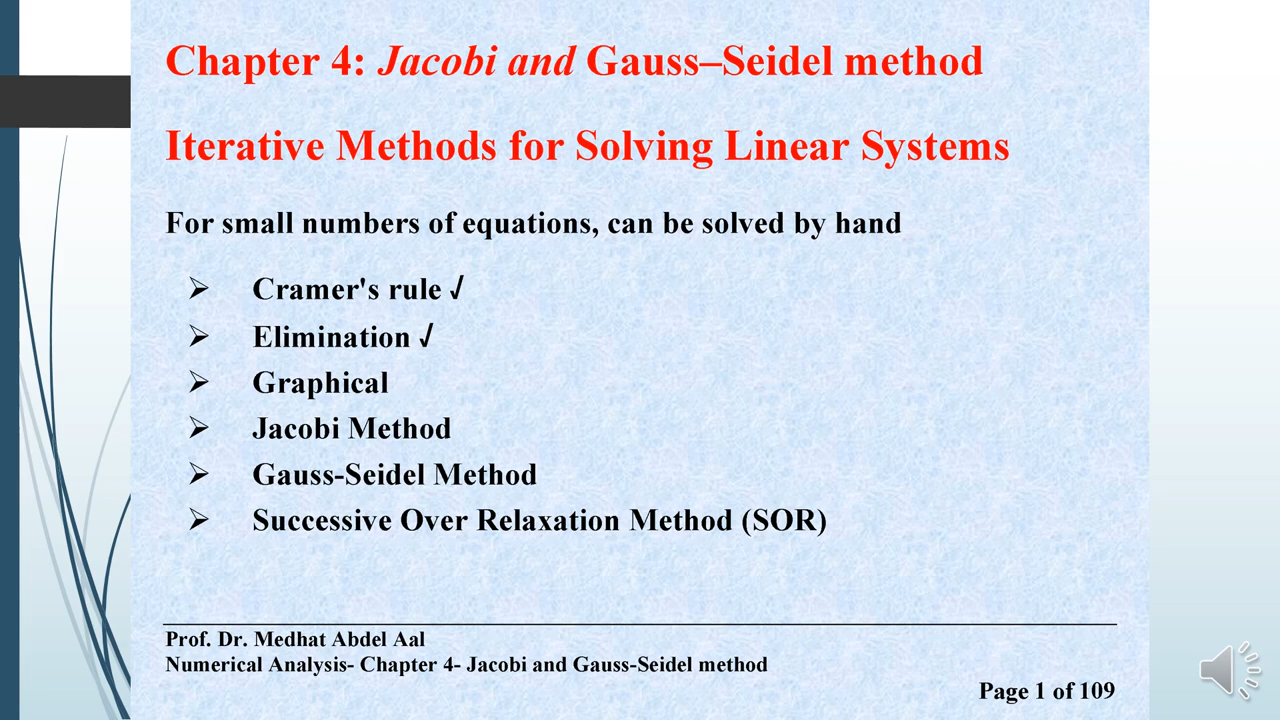 Chapter 4: Jacobi and Gauss–Seidel method
Iterative Methods for Solving Linear Systems
For small numbers of equations, can be solved by hand
➢ Cramer's rule √
➢ Elimination √
➢ Graphical
➢ Jacobi Method
➢ Gauss-Seidel Method
➢ Successive Over Relaxation Method (SOR)
Prof. Dr. Medhat Abdel Aal
Numerical Analysis- Chapter 4- Jacobi and Gauss-Seidel method
Page 1 of 109